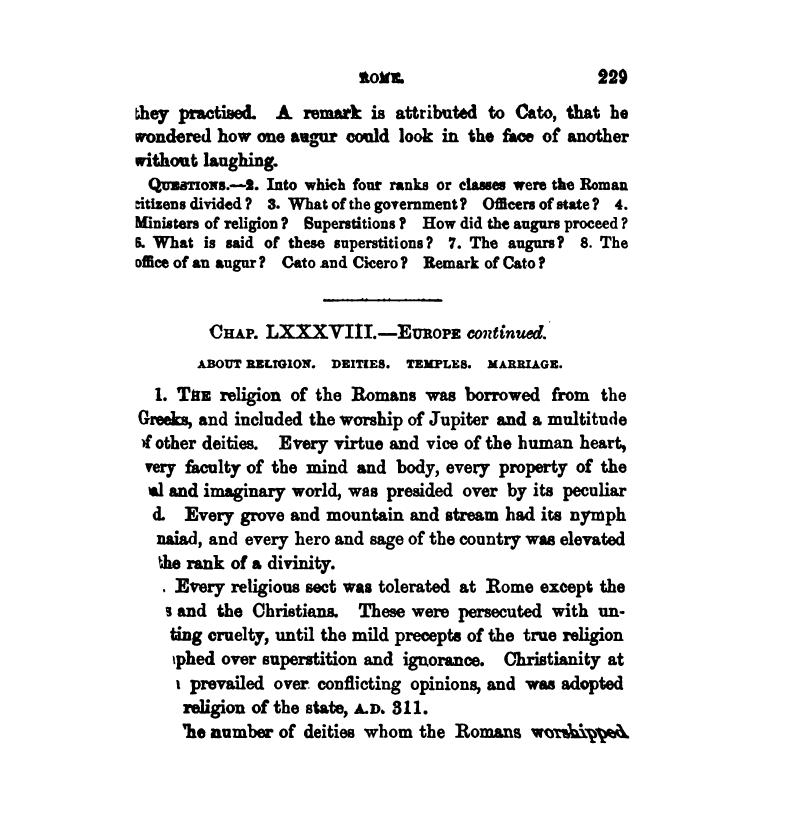 ROME. 229
they practised. A remark is attributed to Cato, that he
wondered how one augur could look in the face of another
without laughing.
QUESTIONS.—2. Into which four ranks or classes were the Roman
citizens divided? 3. What of the government? Officers of state? 4.
Ministers of religion? Superstitions? How did the augurs proceed?
6. What is said of these superstitions? 7. The augurs? 8. The
office of an augur? Cato and Cicero? Remark of Cato?
CHAP. LXXXVIII.—EUROPE continued.
ABOUT RELIGION. DEITIES. TEMPLES. MARRIAGE.
1. THE religion of the Romans was borrowed from the
Greeks, and included the worship of Jupiter and a multitude
of other deities. Every virtue and vice of the human heart,
very faculty of the mind and body, every property of the
al and imaginary world, was presided over by its peculiar
d. Every grove and mountain and stream had its nymph
naiad, and every hero and sage of the country was elevated
the rank of a divinity.
. Every religious sect was tolerated at Rome except the
s and the Christians. These were persecuted with un-
ting cruelty, until the mild precepts of the true religion
phed over superstition and ignorance. Christianity at
prevailed over conflicting opinions, and was adopted
religion of the state, A.D. 311.
he number of deities whom the Romans worshipped